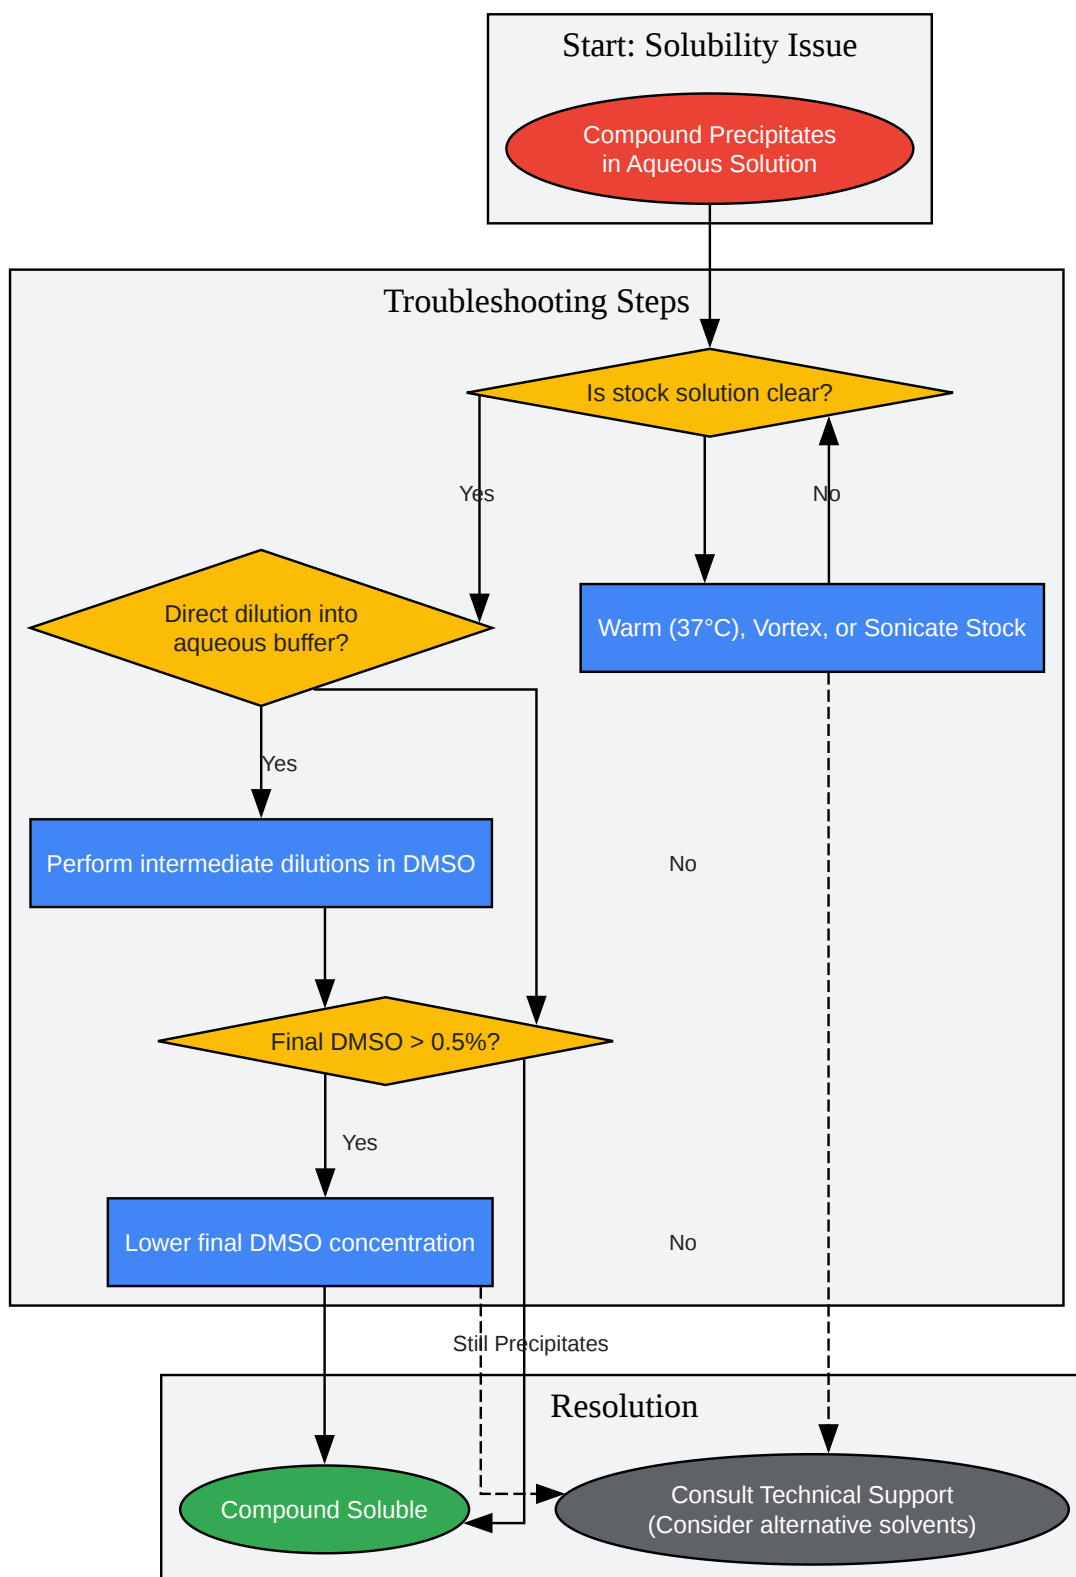 Start: Solubility Issue
Compound Precipitates
in Aqueous Solution
Troubleshooting Steps
Is stock solution clear?
Yes
No
Direct dilution into
aqueous buffer?
Warm (37°C), Vortex, or Sonicate Stock
Yes
Perform intermediate dilutions in DMSO
No
Final DMSO > 0.5%?
Yes
Lower final DMSO concentration
No
Still Precipitates
Resolution
Compound Soluble
Consult Technical Support
(Consider alternative solvents)